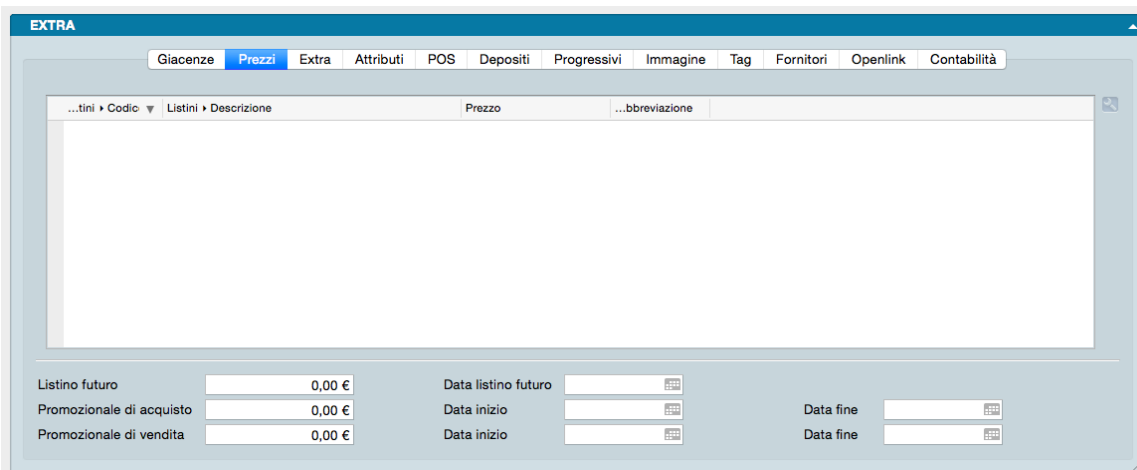 EXTRA
Giacenze Prezzi Extra Attributi POS Depositi Progressivi Immagine Tag Fornitori Openlink Contabilità
...tini ▸ Codic Listini ▸ Descrizione Prezzo ...bbreviazione
Listino futuro 0,00 € Data listino futuro
Promozionale di acquisto 0,00 € Data inizio Data fine
Promozionale di vendita 0,00 € Data inizio Data fine